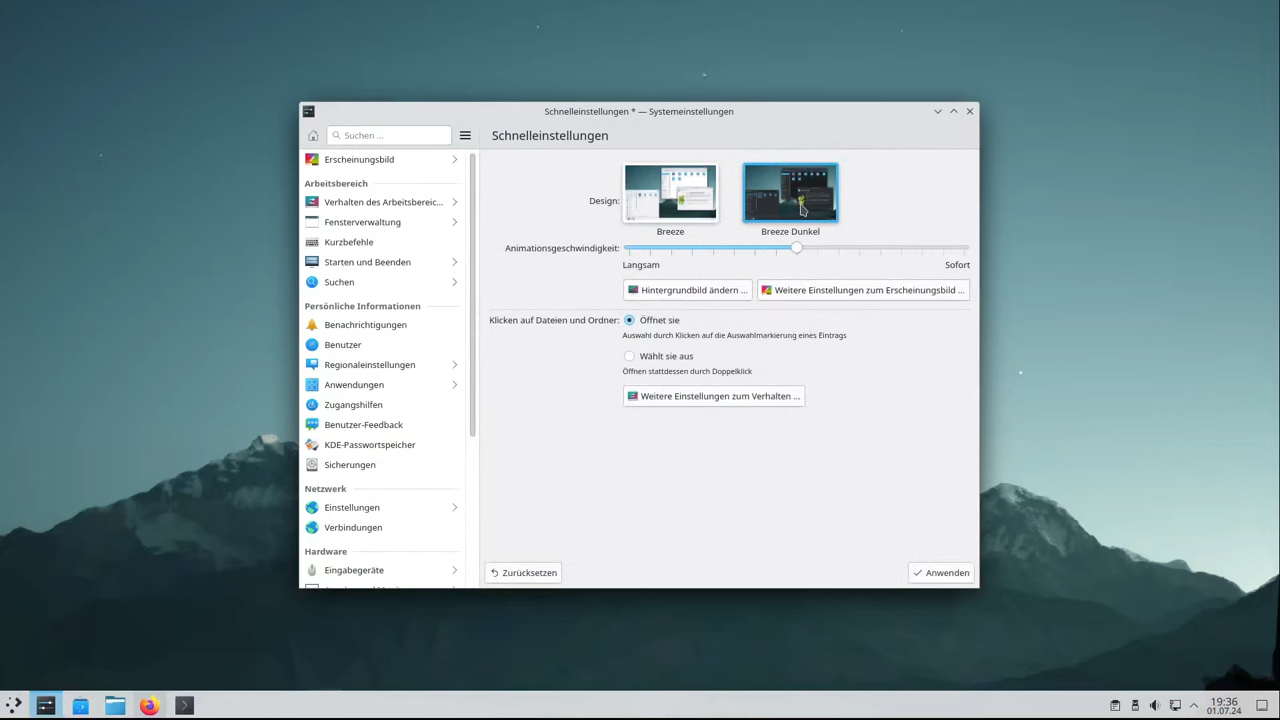 Schnelleinstellungen * — Systemeinstellungen
Suchen ...
Schnelleinstellungen
Erscheinungsbild
Arbeitsbereich
Verhalten des Arbeitsbereic...
Fensterverwaltung
Kurzbefehle
Starten und Beenden
Suchen
Persönliche Informationen
Benachrichtigungen
Benutzer
Regionaleinstellungen
Anwendungen
Zugangshilfen
Benutzer-Feedback
KDE-Passwortspeicher
Sicherungen
Netzwerk
Einstellungen
Verbindungen
Hardware
Eingabegeräte
Design:
Breeze
Breeze Dunkel
Animationsgeschwindigkeit:
Langsam
Sofort
Hintergrundbild ändern ...
Weitere Einstellungen zum Erscheinungsbild ...
Klicken auf Dateien und Ordner:
Öffnet sie
Auswahl durch Klicken auf die Auswahlmarkierung eines Eintrags
Wählt sie aus
Öffnen stattdessen durch Doppelklick
Weitere Einstellungen zum Verhalten ...
Zurücksetzen
Anwenden
19:36
01.07.24